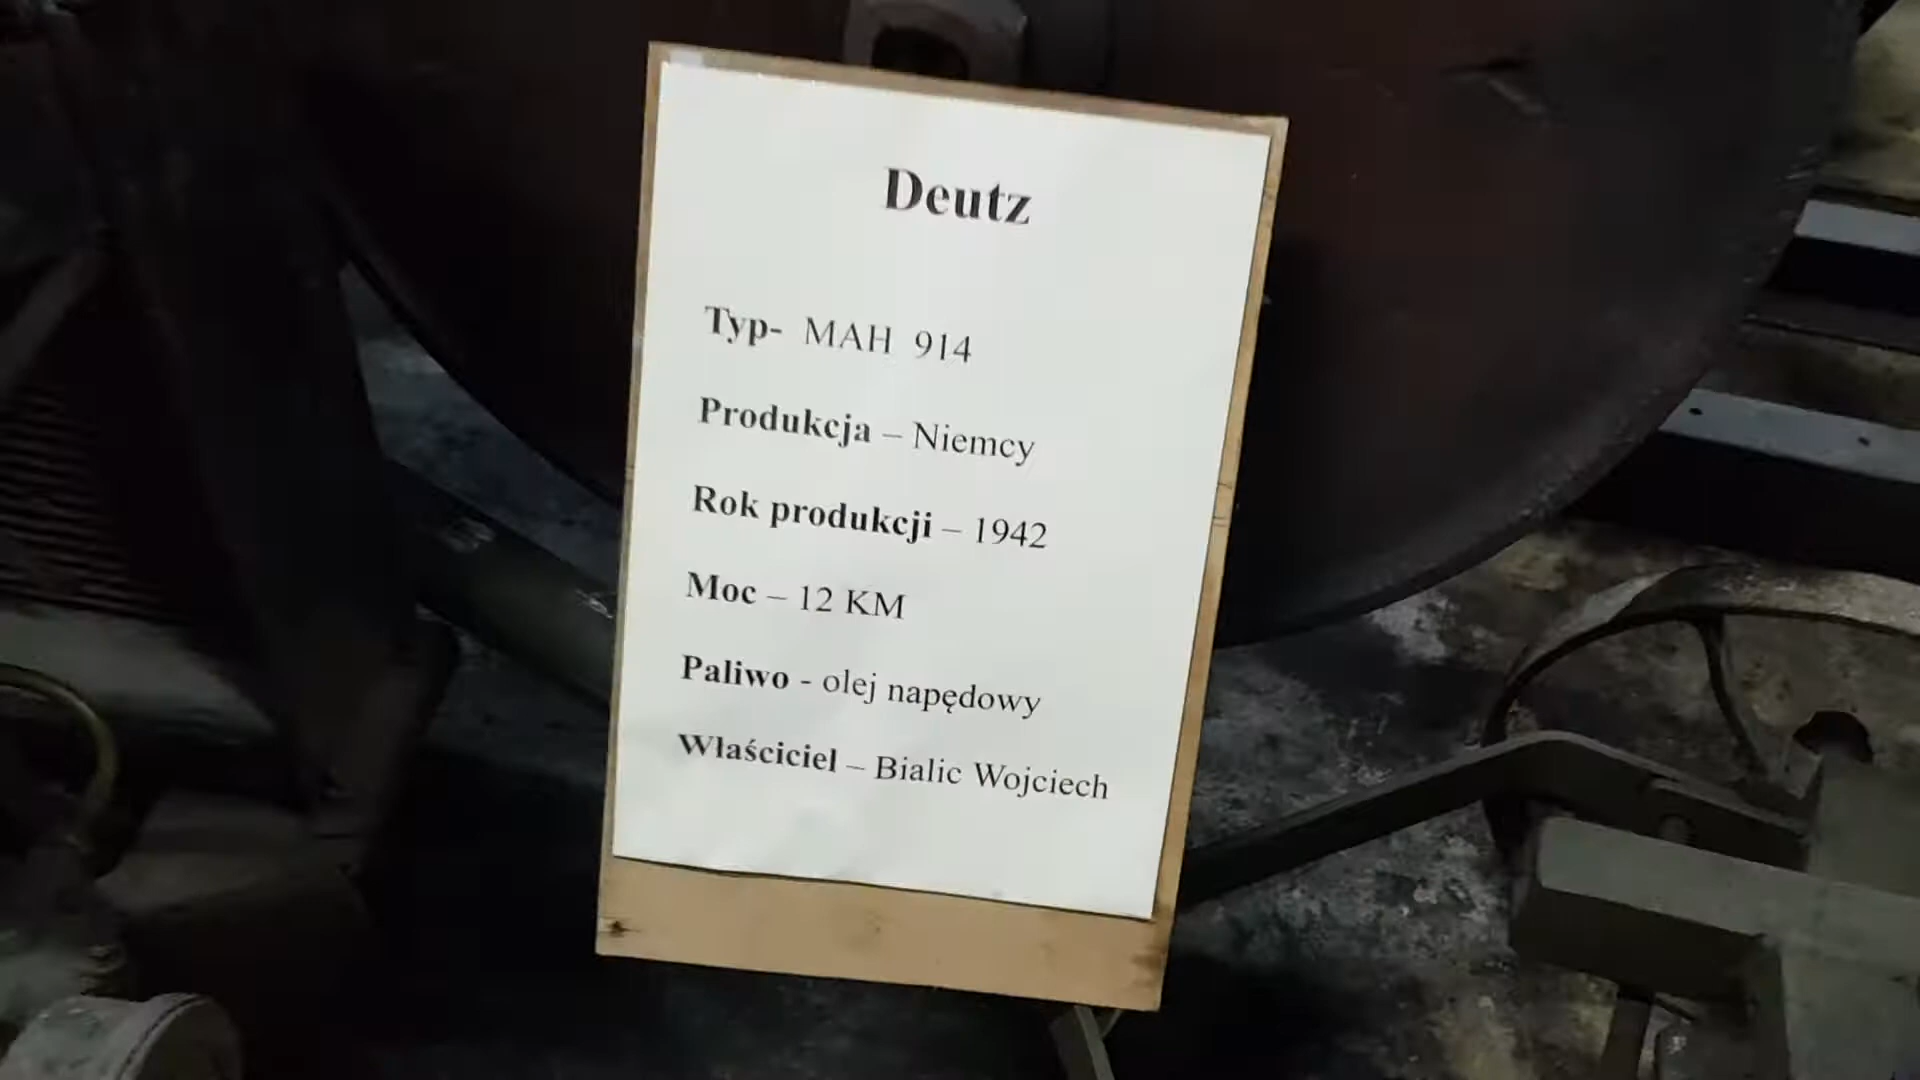 Deutz
Typ- MAH 914
Produkcja – Niemcy
Rok produkcji – 1942
Moc – 12 KM
Paliwo - olej napędowy
Właściciel – Bialic Wojciech